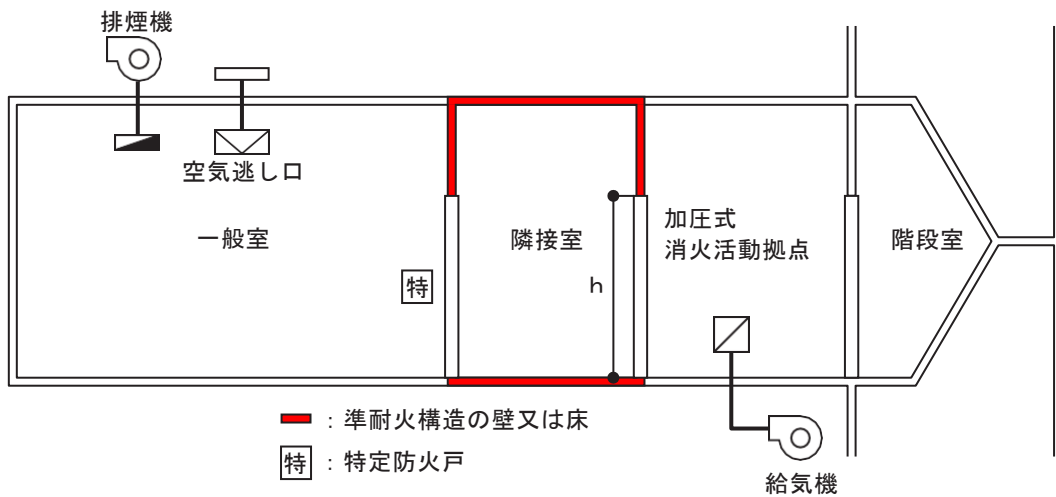 排煙機
空気逃し口
一般室
隣接室
加圧式
消火活動拠点
階段室
特
h
：準耐火構造の壁又は床
特：特定防火戸
給気機